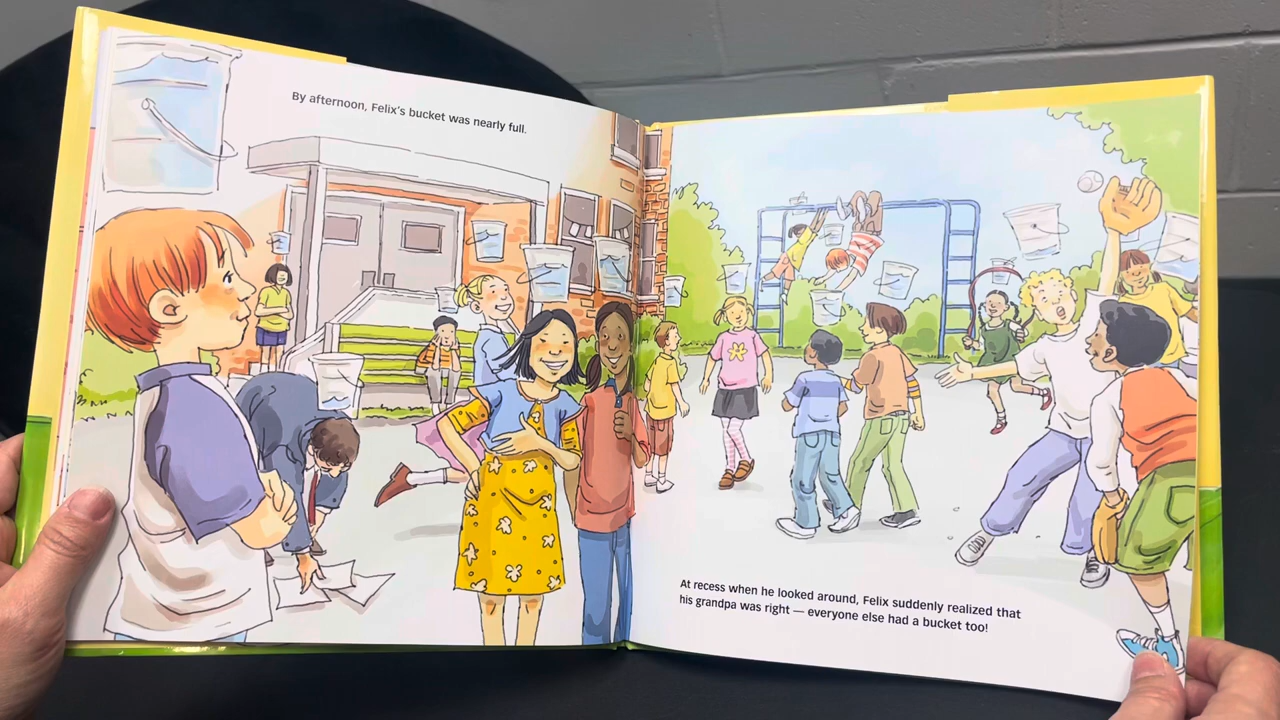 By afternoon, Felix's bucket was nearly full.
At recess when he looked around, Felix suddenly realized that
his grandpa was right — everyone else had a bucket too!